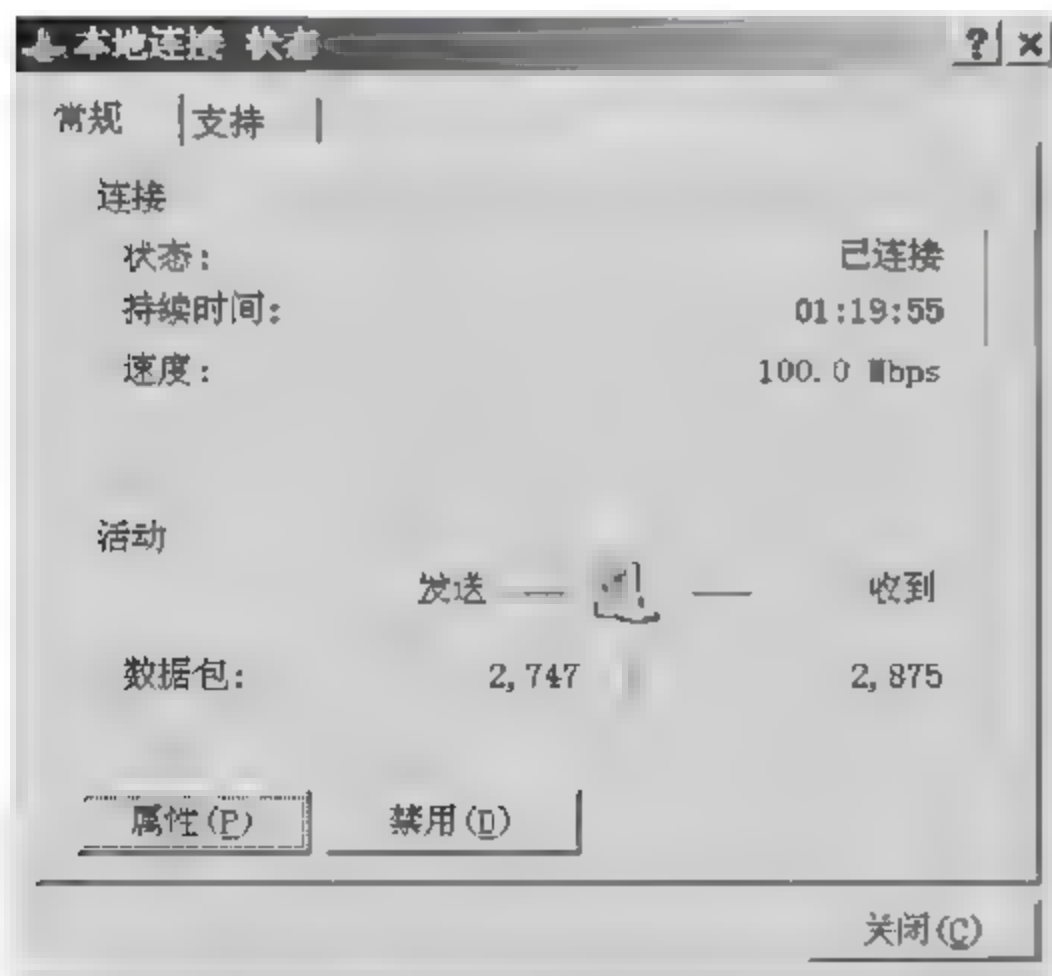 本地连接 状态
常规 支持
连接
状态： 已连接
持续时间： 01:19:55
速度： 100.0 Mbps
活动
发送 — — 收到
数据包： 2,747 2,875
属性(P) 禁用(D)
关闭(C)